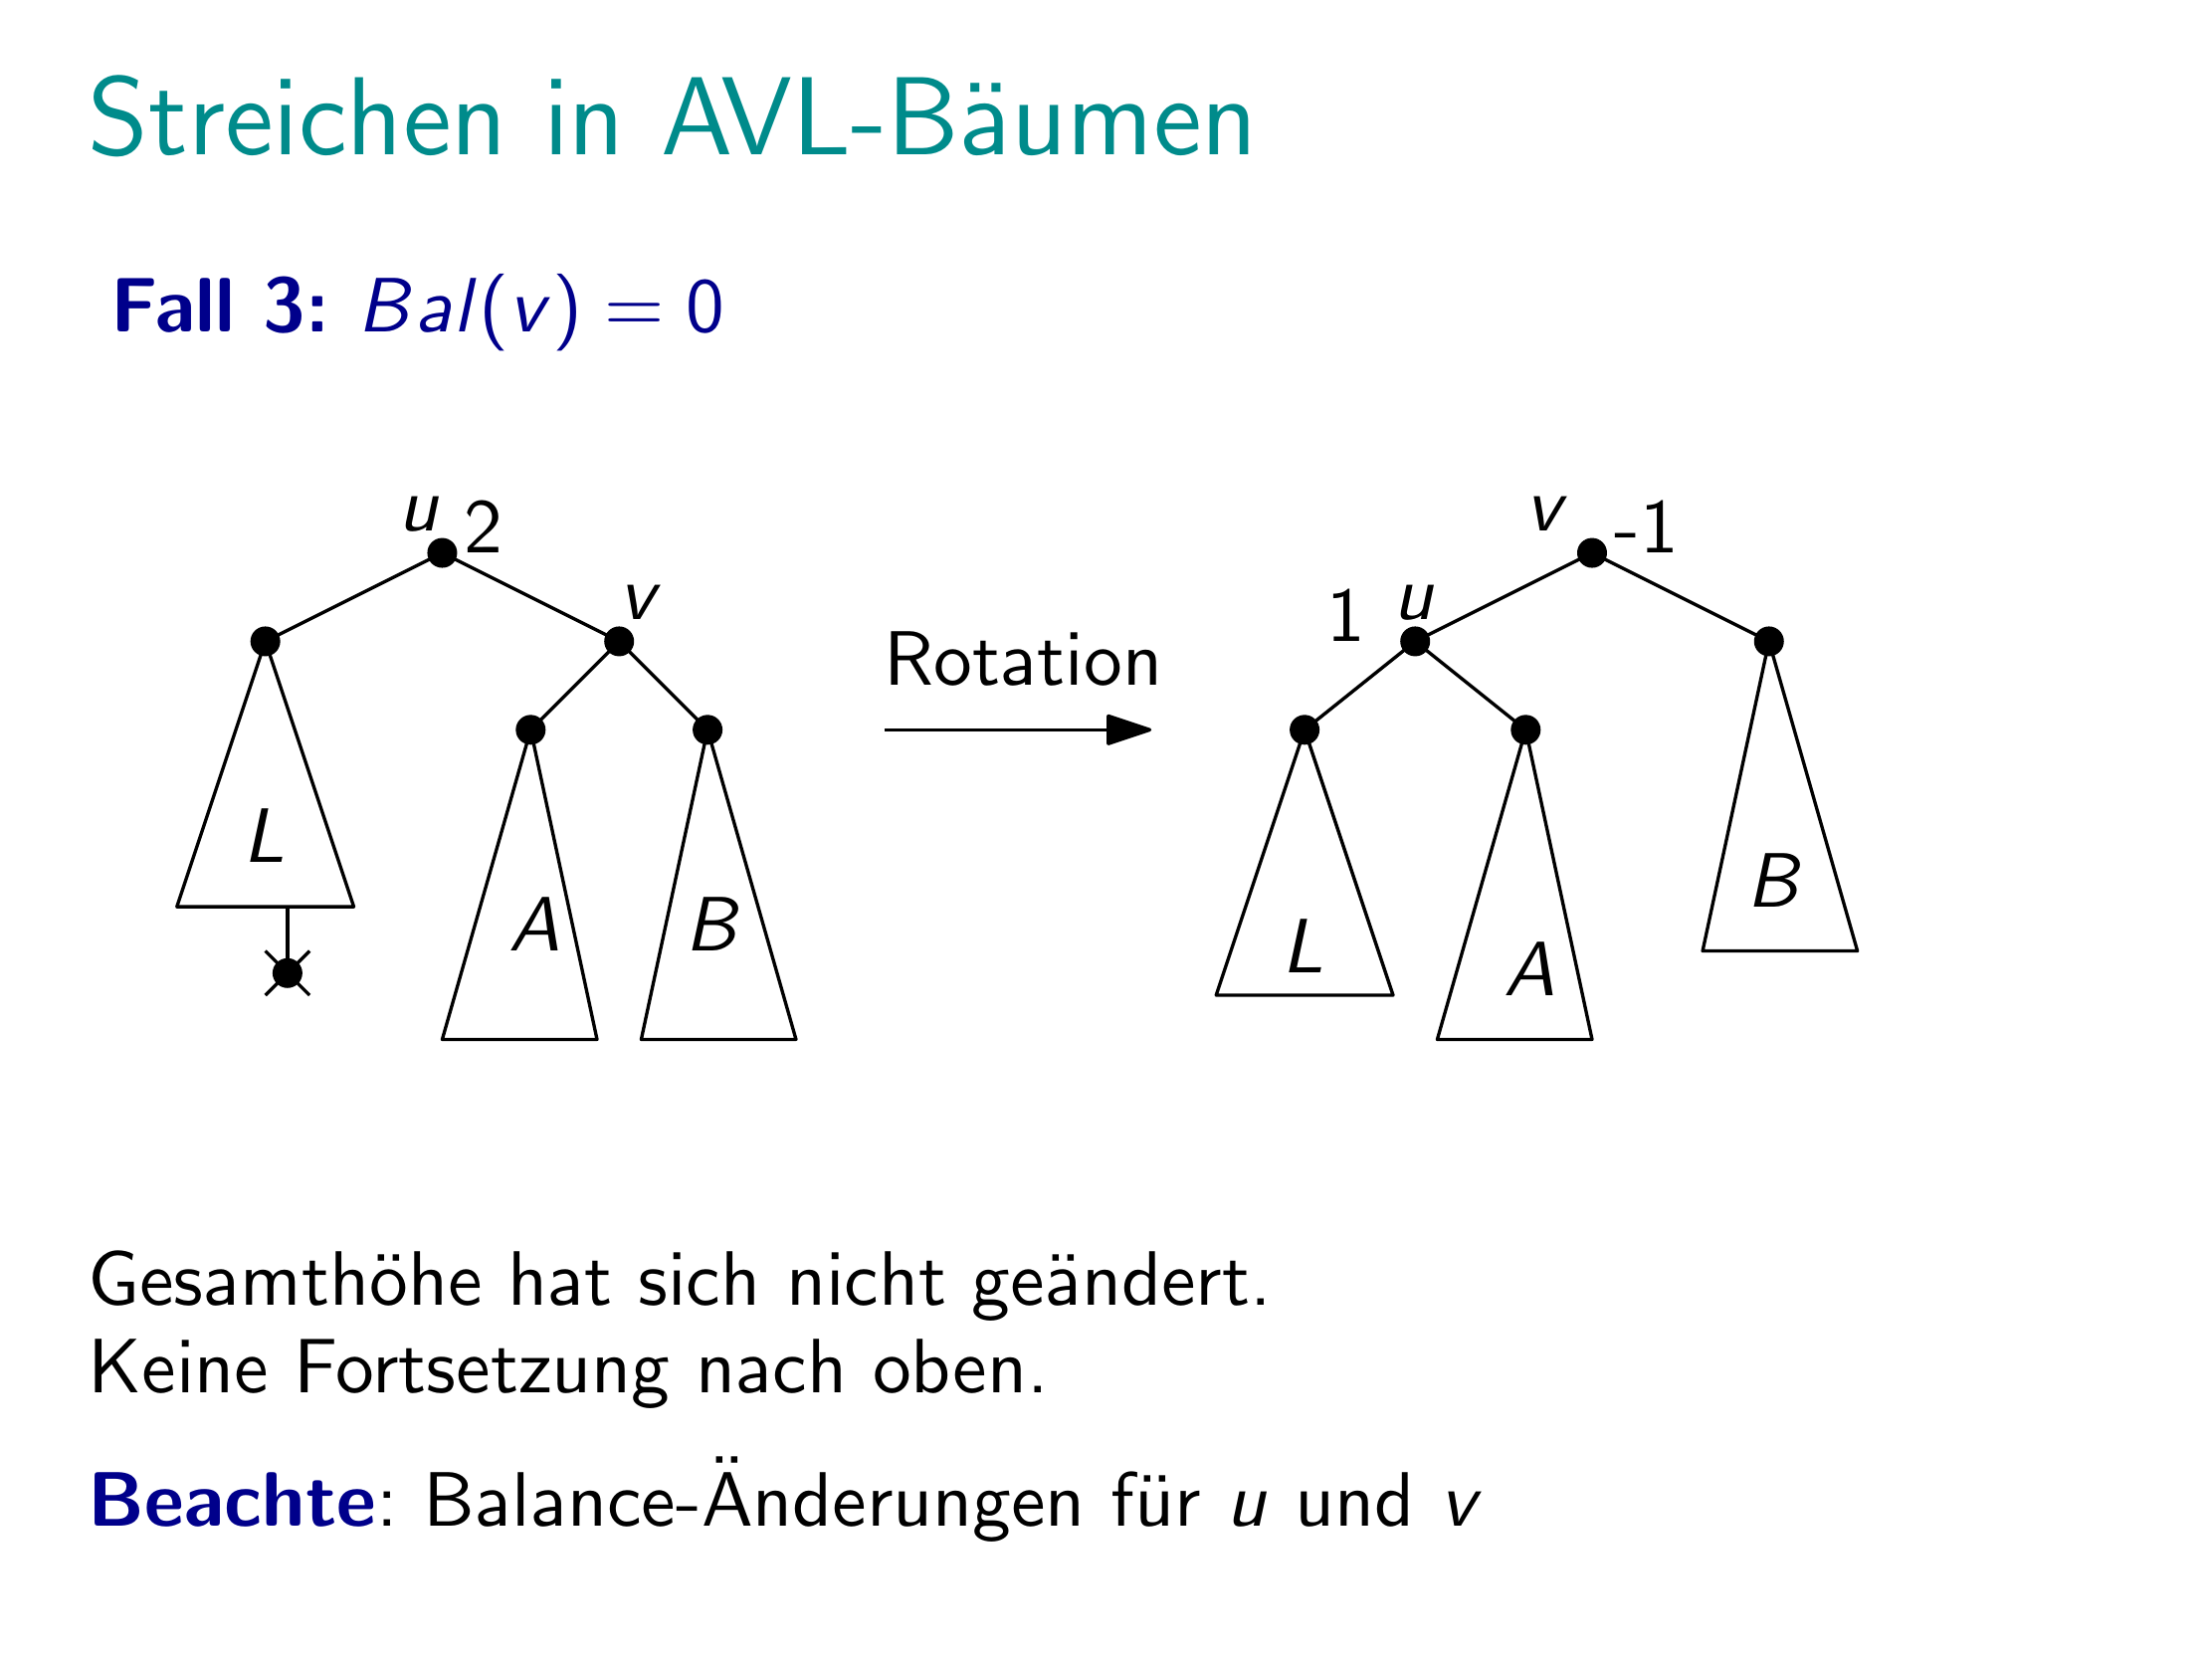 Streichen in AVL-Bäumen
Fall 3: Bal(v) = 0
u 2
v
L
A
B
Rotation
v -1
1 u
L
A
B
Gesamthöhe hat sich nicht geändert.
Keine Fortsetzung nach oben.
Beachte: Balance-Änderungen für u und v